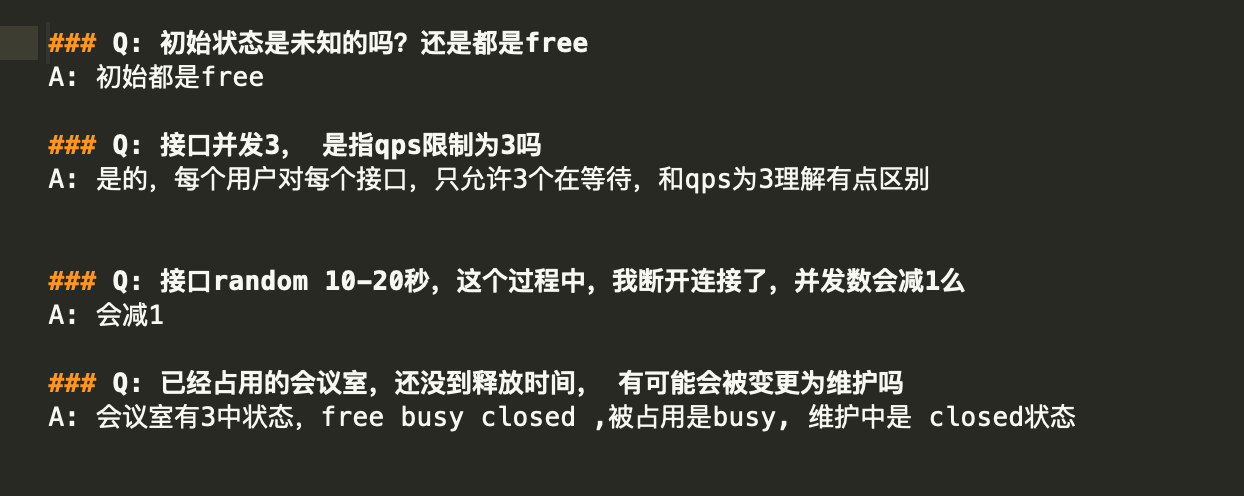 ### Q: 初始状态是未知的吗？还是都是free
A: 初始都是free
### Q: 接口并发3， 是指qps限制为3吗
A: 是的，每个用户对每个接口，只允许3个在等待，和qps为3理解有点区别
### Q: 接口random 10-20秒，这个过程中，我断开连接了，并发数会减1么
A: 会减1
### Q: 已经占用的会议室，还没到释放时间， 有可能会被变更为维护吗
A: 会议室有3中状态，free busy closed ,被占用是busy, 维护中是 closed状态